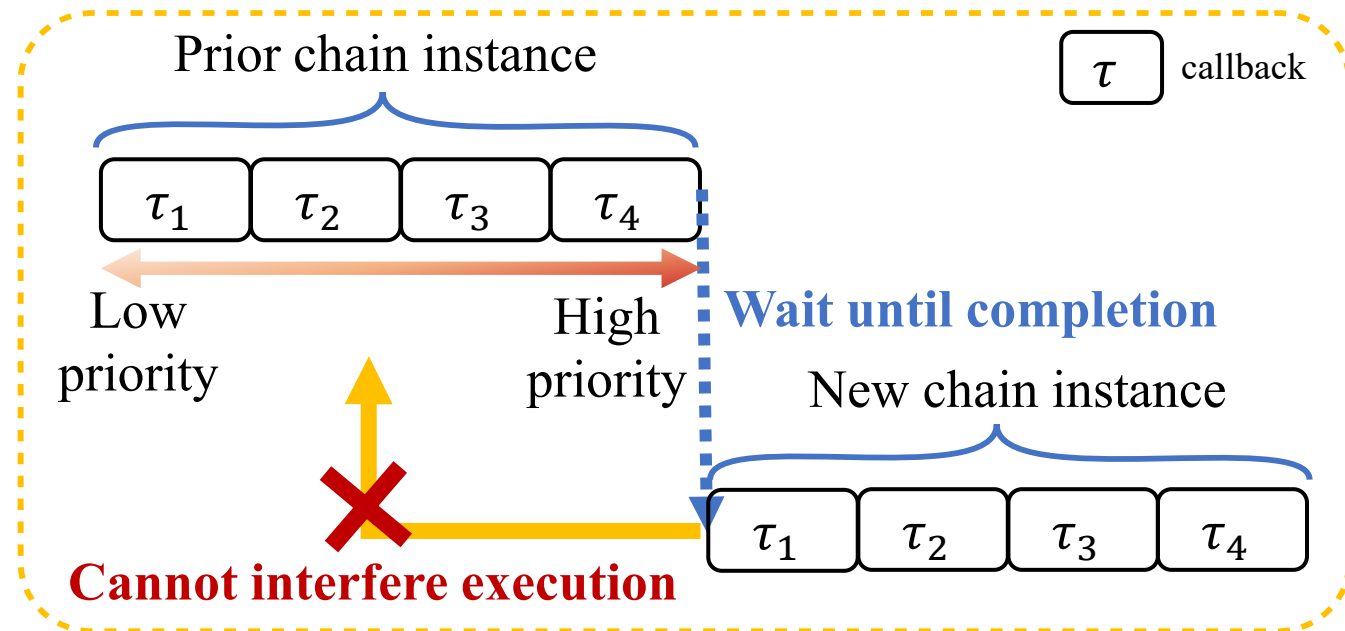 Prior chain instance
τ callback
τ₁ τ₂ τ₃ τ₄
Low
priority
High
priority
Wait until completion
New chain instance
τ₁ τ₂ τ₃ τ₄
Cannot interfere execution